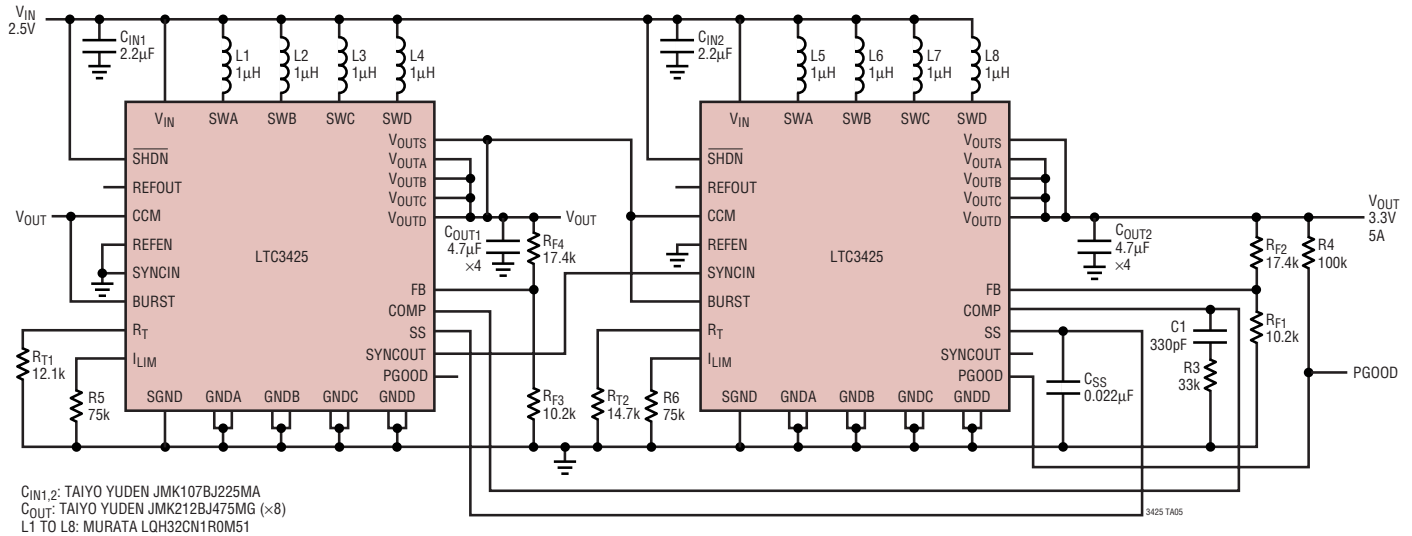 VIN
2.5V
CIN1
2.2µF
L1
1µH
L2
1µH
L3
1µH
L4
1µH
VIN
SWA
SWB
SWC
SWD
SHDN
REFOUT
CCM
REFEN
SYNCIN
BURST
RT
ILIM
VOUT
LTC3425
VOUTS
VOUTA
VOUTB
VOUTC
VOUTD
FB
COMP
SS
SYNCOUT
PGOOD
SGND
GNDA
GNDB
GNDC
GNDD
RT1
12.1k
R5
75k
COUT1
4.7µF
×4
RF4
17.4k
VOUT
RF3
10.2k
CIN2
2.2µF
L5
1µH
L6
1µH
L7
1µH
L8
1µH
VIN
SWA
SWB
SWC
SWD
SHDN
REFOUT
CCM
REFEN
SYNCIN
BURST
RT
ILIM
LTC3425
VOUTS
VOUTA
VOUTB
VOUTC
VOUTD
FB
COMP
SS
SYNCOUT
PGOOD
SGND
GNDA
GNDB
GNDC
GNDD
RT2
14.7k
R6
75k
COUT2
4.7µF
×4
RF2
17.4k
R4
100k
VOUT
3.3V
5A
C1
330pF
R3
33k
RF1
10.2k
CSS
0.022µF
PGOOD
CIN1,2: TAIYO YUDEN JMK107BJ225MA
COUT: TAIYO YUDEN JMK212BJ475MG (×8)
L1 TO L8: MURATA LQH32CN1R0M51
3425 TA05